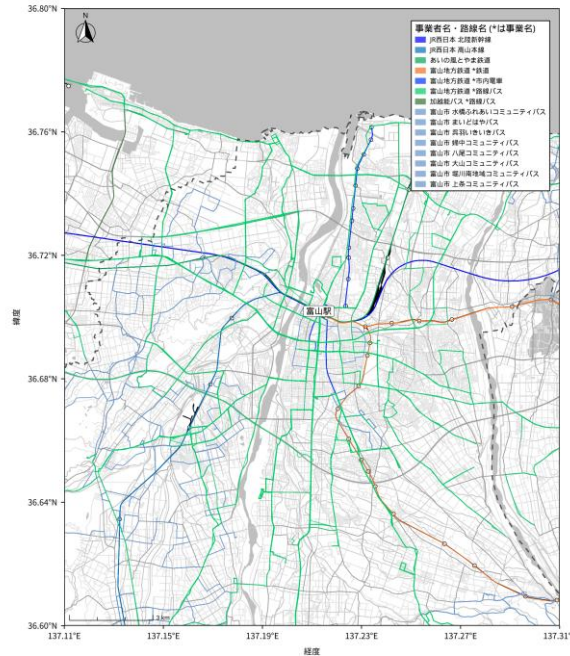 36.80°N
36.76°N
36.72°N
36.68°N
36.64°N
36.60°N
緯度
N
事業者名・路線名 (*は事業名)
JR西日本 北陸新幹線
JR西日本 高山本線
あいの風とやま鉄道
富山地方鉄道 *鉄道
富山地方鉄道 *市内電車
富山地方鉄道 *路線バス
加越能バス *路線バス
富山市 水橋ふれあいコミュニティバス
富山市 まいどはやバス
富山市 呉羽いきいきバス
富山市 婦中コミュニティバス
富山市 八尾コミュニティバス
富山市 大山コミュニティバス
富山市 堀川南地域コミュニティバス
富山市 上条コミュニティバス
富山駅
3 km
137.11°E
137.15°E
137.19°E
137.23°E
137.27°E
137.31°E
経度